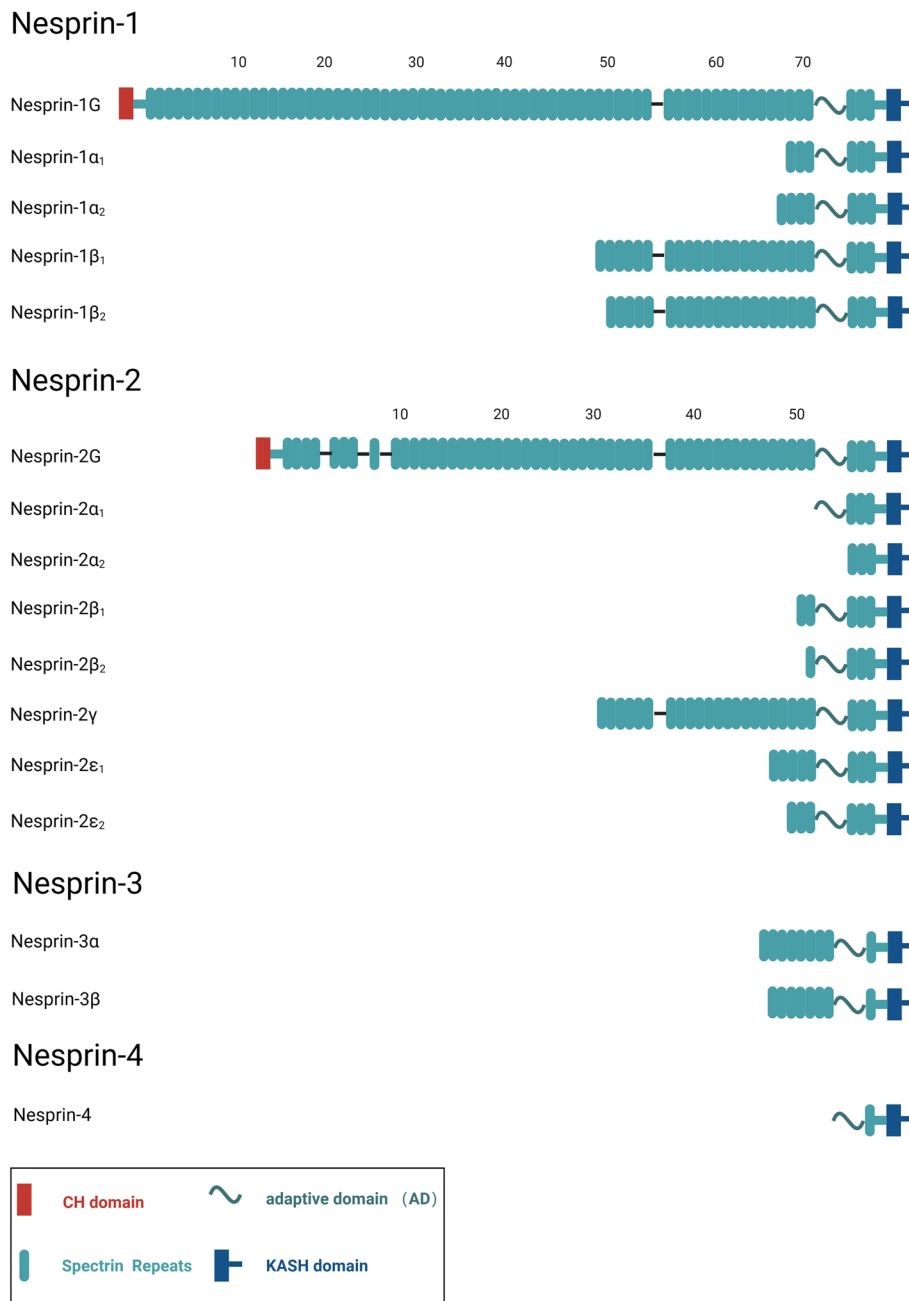 Nesprin-1
10 20 30 40 50 60 70
Nesprin-1G
Nesprin-1α₁
Nesprin-1α₂
Nesprin-1β₁
Nesprin-1β₂
Nesprin-2
10 20 30 40 50
Nesprin-2G
Nesprin-2α₁
Nesprin-2α₂
Nesprin-2β₁
Nesprin-2β₂
Nesprin-2γ
Nesprin-2ε₁
Nesprin-2ε₂
Nesprin-3
Nesprin-3α
Nesprin-3β
Nesprin-4
Nesprin-4
CH domain adaptive domain (AD)
Spectrin Repeats KASH domain